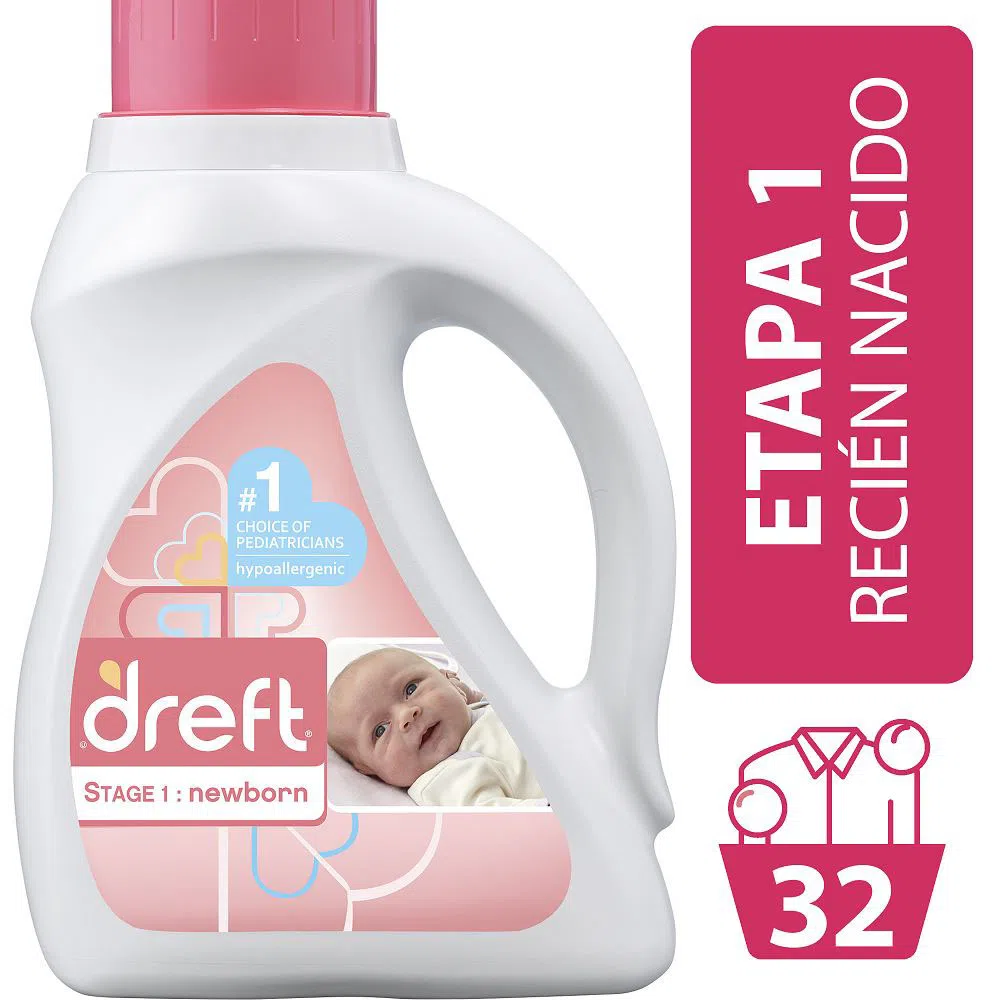 #1
CHOICE OF
PEDIATRICIANS
hypoallergenic
dreft®
STAGE 1 : newborn
ETAPA 1
RECIÉN NACIDO
32